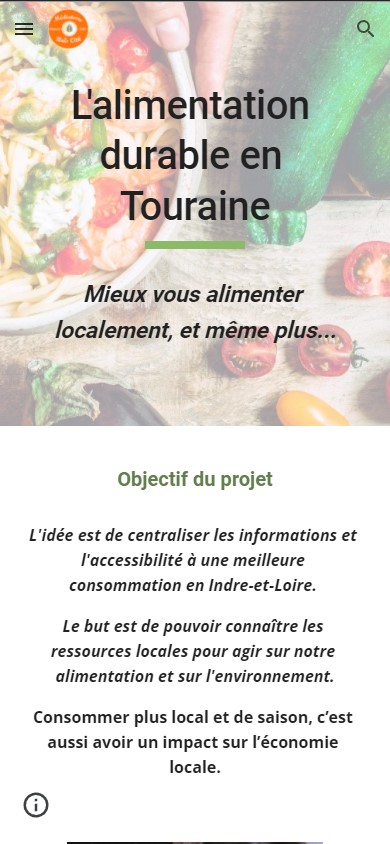 L'alimentation
durable en
Touraine
Mieux vous alimenter
localement, et même plus...
Objectif du projet
L'idée est de centraliser les informations et
l'accessibilité à une meilleure
consommation en Indre-et-Loire.
Le but est de pouvoir connaître les
ressources locales pour agir sur notre
alimentation et sur l'environnement.
Consommer plus local et de saison, c’est
aussi avoir un impact sur l’économie
locale.